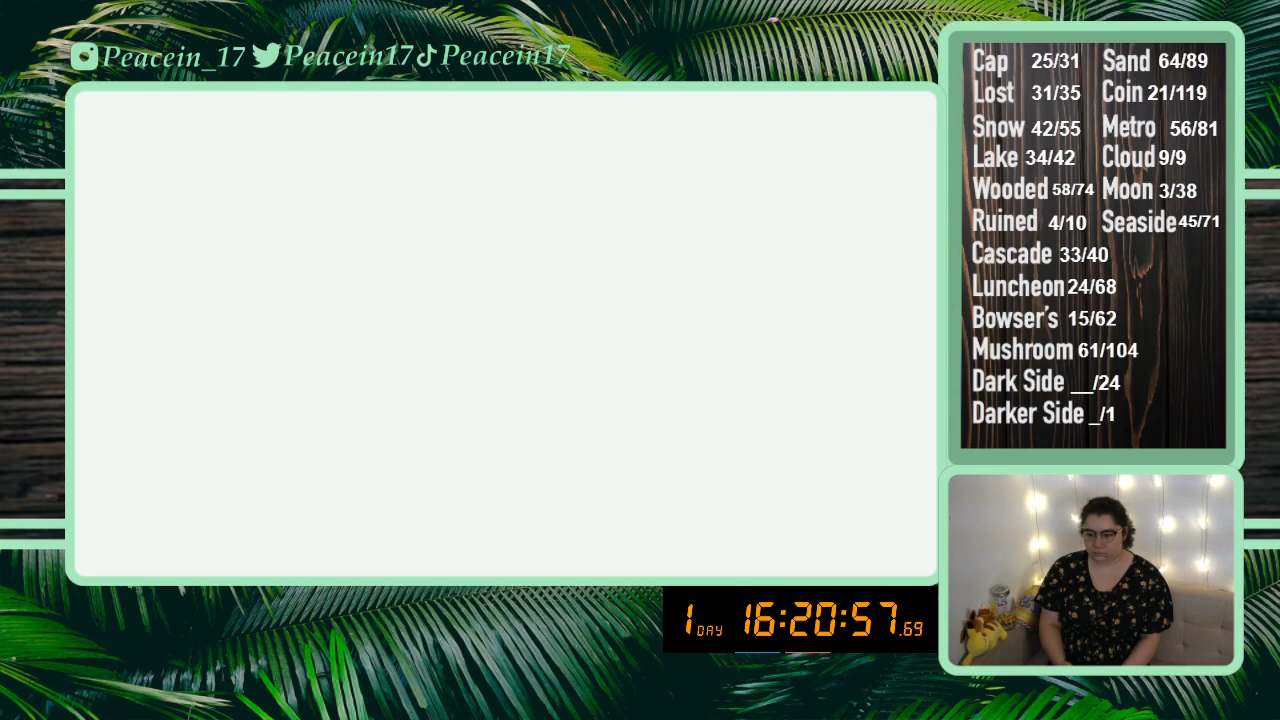 Peacein_17 Peacein17 Peacein17
Cap 25/31 Sand 64/89
Lost 31/35 Coin 21/119
Snow 42/55 Metro 56/81
Lake 34/42 Cloud 9/9
Wooded 58/74 Moon 3/38
Ruined 4/10 Seaside 45/71
Cascade 33/40
Luncheon 24/68
Bowser's 15/62
Mushroom 61/104
Dark Side __/24
Darker Side _/1
1 DAY 16:20:57.69